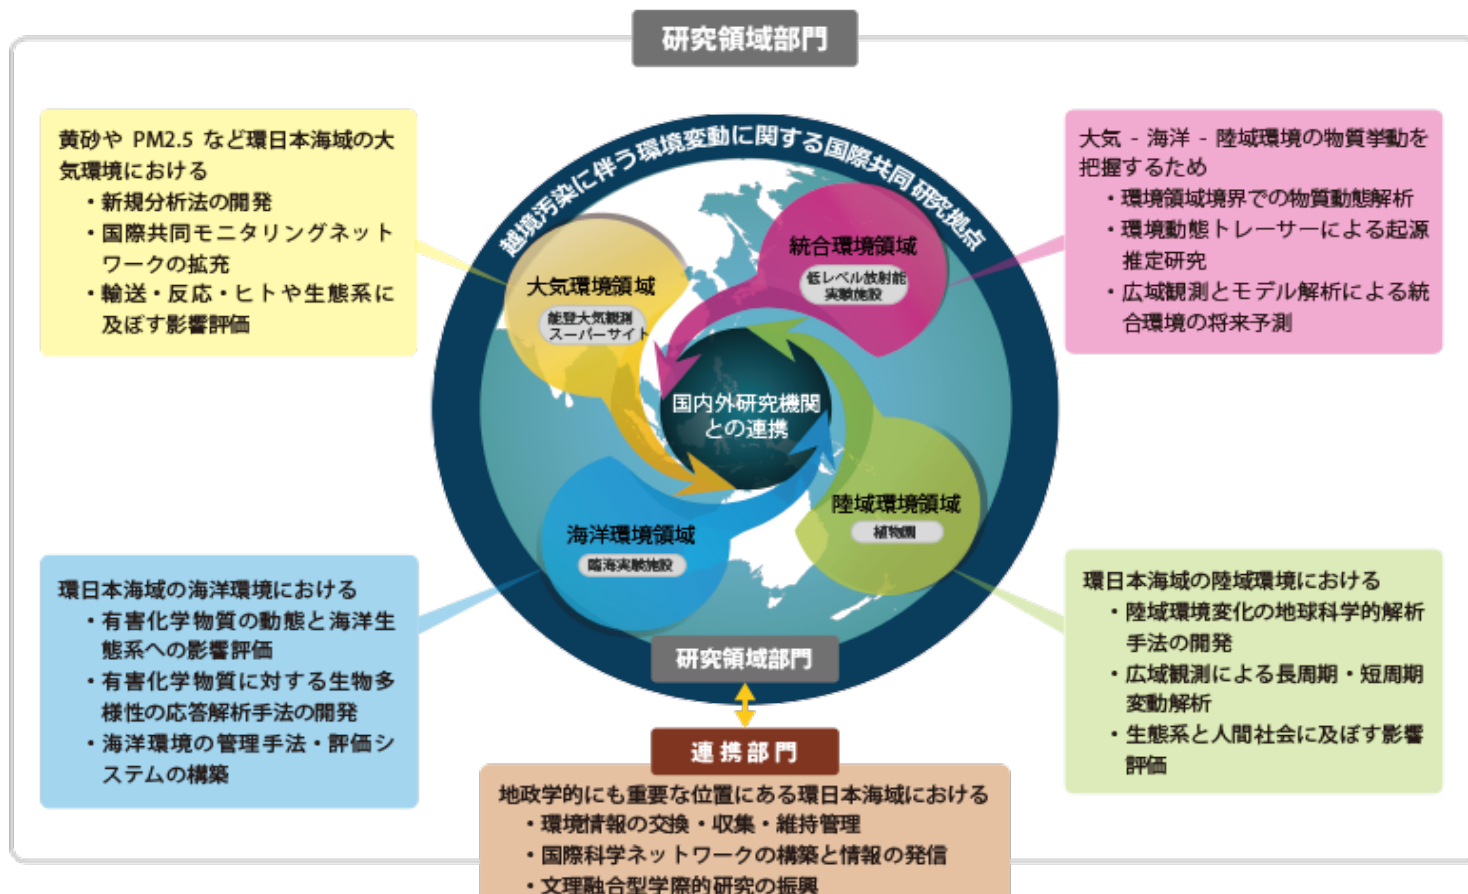 研究領域部門
黄砂や PM2.5 など環日本海域の大
気環境における
・新規分析法の開発
・国際共同モニタリングネット
ワークの拡充
・輸送・反応・ヒトや生態系に
及ぼす影響評価
越境汚染に伴う環境変動に関する国際共同研究拠点
大気 - 海洋 - 陸域環境の物質挙動を
把握するため
・環境領域境界での物質動態解析
・環境動態トレーサーによる起源
推定研究
・広域観測とモデル解析による統
合環境の将来予測
大気環境領域
能登大気観測
スーパーサイト
統合環境領域
低レベル放射能
実験施設
国内外研究機関
との連携
海洋環境領域
臨海実験施設
陸域環境領域
植物園
環日本海域の海洋環境における
・有害化学物質の動態と海洋生
態系への影響評価
・有害化学物質に対する生物多
様性の応答解析手法の開発
・海洋環境の管理手法・評価シ
ステムの構築
環日本海域の陸域環境における
・陸域環境変化の地球科学的解析
手法の開発
・広域観測による長周期・短周期
変動解析
・生態系と人間社会に及ぼす影響
評価
研究領域部門
連携部門
地政学的にも重要な位置にある環日本海域における
・環境情報の交換・収集・維持管理
・国際科学ネットワークの構築と情報の発信
・文理融合型学際的研究の振興